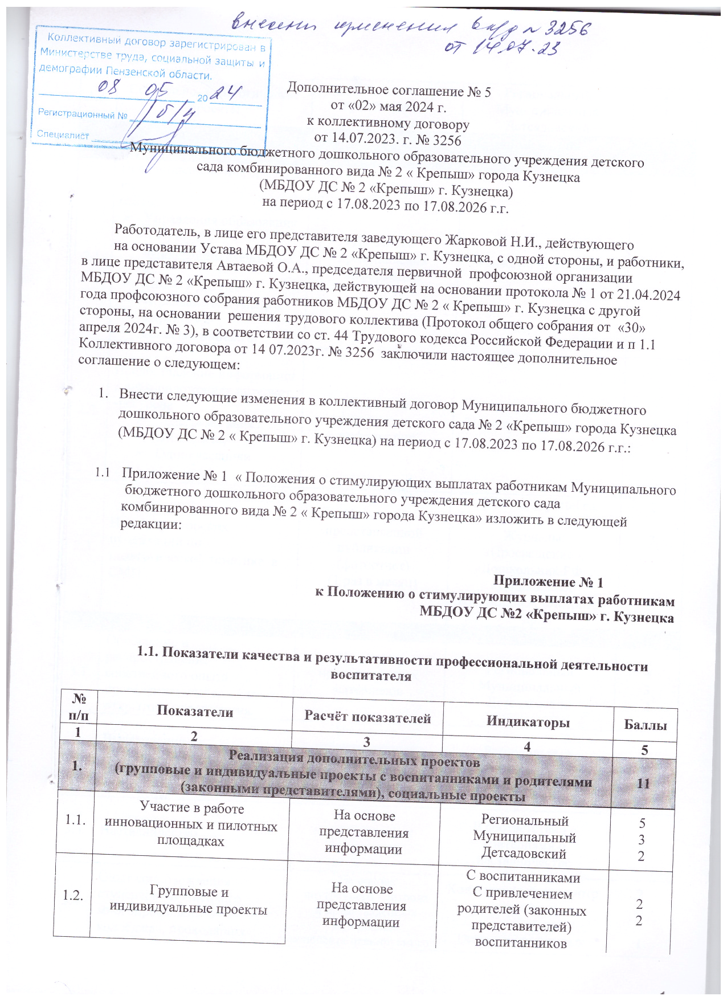 внесены изменения в кд № 3256
от 14.07.23
Коллективный договор зарегистрирован в
Министерстве труда, социальной защиты и
демографии Пензенской области.
08 05 2024
Регистрационный №
Специалист
Дополнительное соглашение № 5
от «02» мая 2024 г.
к коллективному договору
от 14.07.2023. г. № 3256
Муниципального бюджетного дошкольного образовательного учреждения детского
сада комбинированного вида № 2 « Крепыш» города Кузнецка
(МБДОУ ДС № 2 «Крепыш» г. Кузнецка)
на период с 17.08.2023 по 17.08.2026 г.г.
Работодатель, в лице его представителя заведующего Жарковой Н.И., действующего
на основании Устава МБДОУ ДС № 2 «Крепыш» г. Кузнецка, с одной стороны, и работники,
в лице представителя Автаевой О.А., председателя первичной профсоюзной организации
МБДОУ ДС № 2 «Крепыш» г. Кузнецка, действующей на основании протокола № 1 от 21.04.2024
года профсоюзного собрания работников МБДОУ ДС № 2 « Крепыш» г. Кузнецка с другой
стороны, на основании решения трудового коллектива (Протокол общего собрания от «30»
апреля 2024г. № 3), в соответствии со ст. 44 Трудового кодекса Российской Федерации и п 1.1
Коллективного договора от 14 07.2023г. № 3256 заключили настоящее дополнительное
соглашение о следующем:
1. Внести следующие изменения в коллективный договор Муниципального бюджетного
дошкольного образовательного учреждения детского сада № 2 «Крепыш» города Кузнецка
(МБДОУ ДС № 2 « Крепыш» г. Кузнецка) на период с 17.08.2023 по 17.08.2026 г.г.:
1.1 Приложение № 1 « Положения о стимулирующих выплатах работникам Муниципального
бюджетного дошкольного образовательного учреждения детского сада
комбинированного вида № 2 « Крепыш» города Кузнецка» изложить в следующей
редакции:
Приложение № 1
к Положению о стимулирующих выплатах работникам
МБДОУ ДС №2 «Крепыш» г. Кузнецка
1.1. Показатели качества и результативности профессиональной деятельности
воспитателя
№
п/п
Показатели
Расчёт показателей
Индикаторы
Баллы
1
2
3
4
5
1.
Реализация дополнительных проектов
(групповые и индивидуальные проекты с воспитанниками и родителями
(законными представителями), социальные проекты
11
1.1.
Участие в работе
инновационных и пилотных
площадках
На основе
представления
информации
Региональный
Муниципальный
Детсадовский
5
3
2
1.2.
Групповые и
индивидуальные проекты
На основе
представления
информации
С воспитанниками
С привлечением
родителей (законных
представителей)
воспитанников
2
2